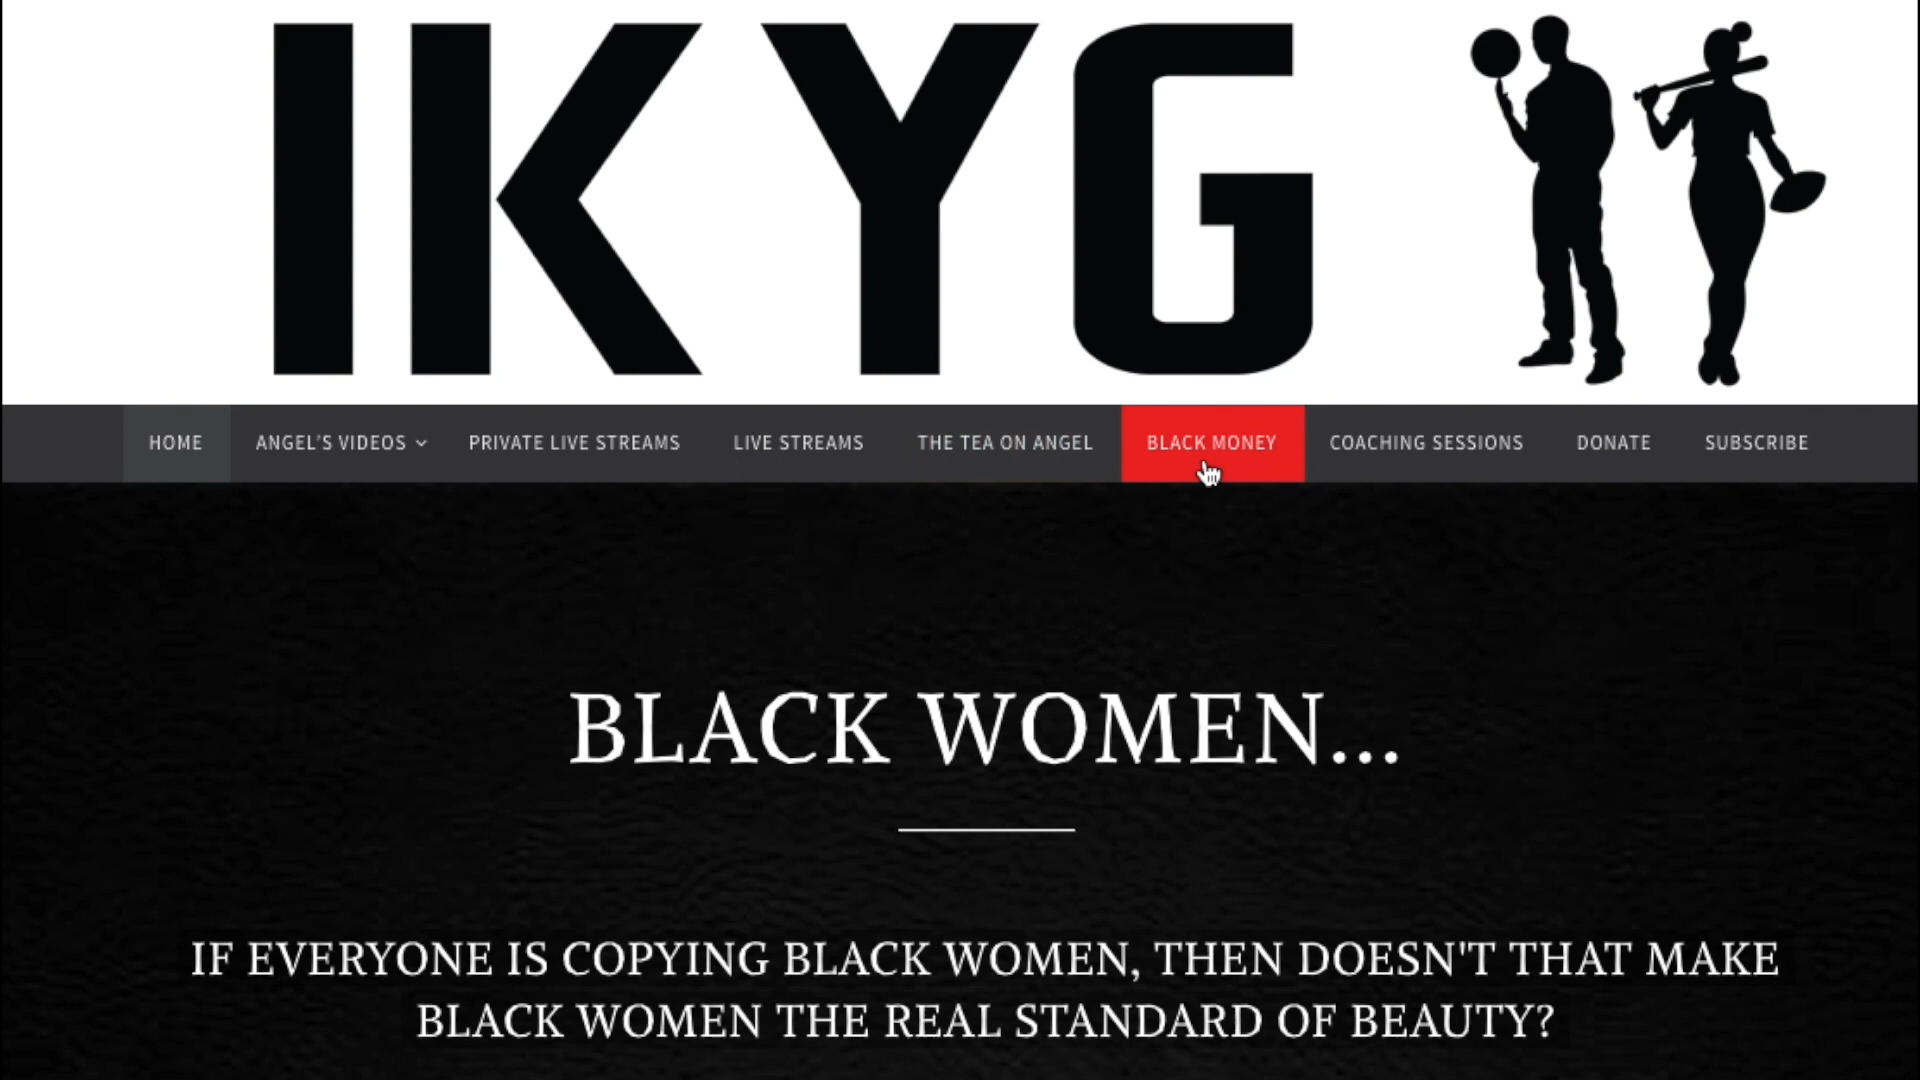 IKYG
HOME ANGEL'S VIDEOS PRIVATE LIVE STREAMS LIVE STREAMS THE TEA ON ANGEL BLACK MONEY COACHING SESSIONS DONATE SUBSCRIBE
BLACK WOMEN...
IF EVERYONE IS COPYING BLACK WOMEN, THEN DOESN'T THAT MAKE
BLACK WOMEN THE REAL STANDARD OF BEAUTY?